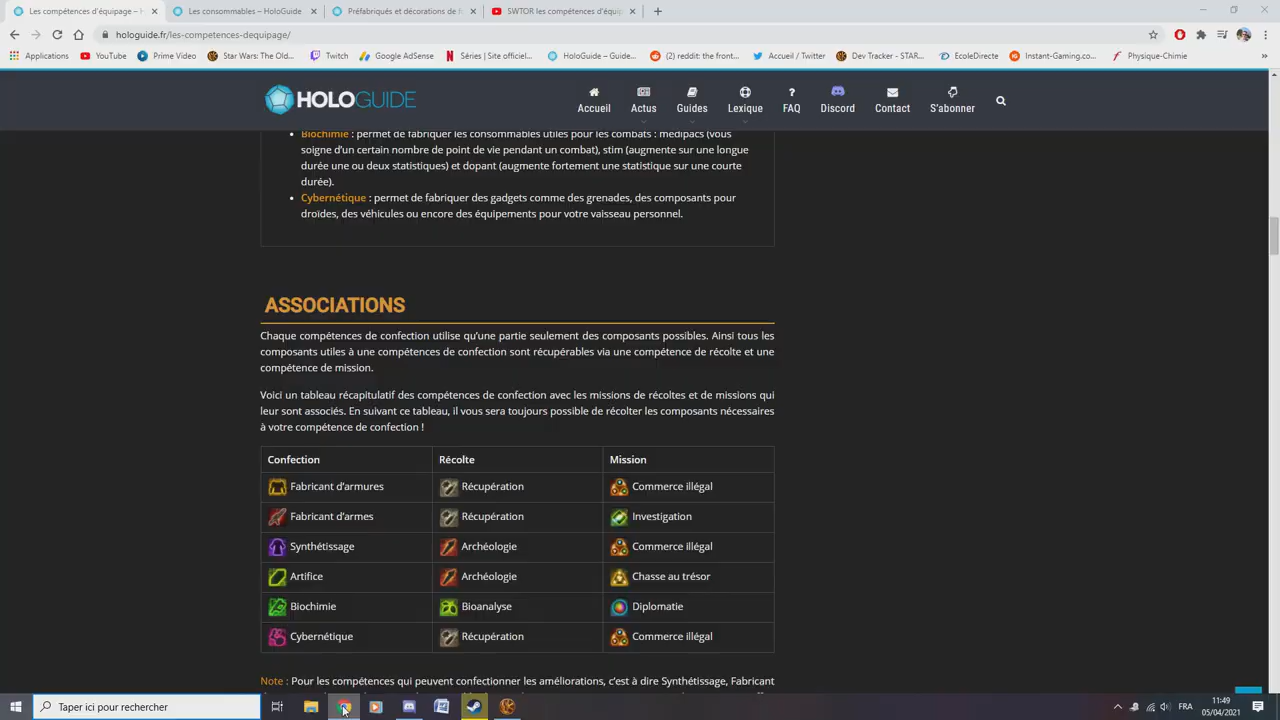 Les compétences d'équipage – H
Les consommables – HoloGuide
Préfabriqués et décorations de f
SWTOR les compétences d'équip
hologuide.fr/les-competences-dequipage/
Applications
YouTube
Prime Video
Star Wars: The Old...
Twitch
Google AdSense
Séries | Site officiel...
HoloGuide – Guide...
(2) reddit: the front...
Accueil / Twitter
Dev Tracker - STAR...
EcoleDirecte
Instant-Gaming.co...
Physique-Chimie
HOLOGUIDE
Accueil
Actus
Guides
Lexique
FAQ
Discord
Contact
S'abonner
• Biochimie : permet de fabriquer les consommables utiles pour les combats : medipacs (vous
soigne d'un certain nombre de point de vie pendant un combat), stim (augmente sur une longue
durée une ou deux statistiques) et dopant (augmente fortement une statistique sur une courte
durée).
• Cybernétique : permet de fabriquer des gadgets comme des grenades, des composants pour
droïdes, des véhicules ou encore des équipements pour votre vaisseau personnel.
ASSOCIATIONS
Chaque compétences de confection utilise qu'une partie seulement des composants possibles. Ainsi tous les
composants utiles à une compétences de confection sont récupérables via une compétence de récolte et une
compétence de mission.
Voici un tableau récapitulatif des compétences de confection avec les missions de récoltes et de missions qui
leur sont associés. En suivant ce tableau, il vous sera toujours possible de récolter les composants nécessaires
à votre compétence de confection !
Confection Récolte Mission
Fabricant d'armures Récupération Commerce illégal
Fabricant d'armes Récupération Investigation
Synthétissage Archéologie Commerce illégal
Artifice Archéologie Chasse au trésor
Biochimie Bioanalyse Diplomatie
Cybernétique Récupération Commerce illégal
Note : Pour les compétences qui peuvent confectionner les améliorations, c'est à dire Synthétissage, Fabricant
Taper ici pour rechercher
FRA
11:49
05/04/2021